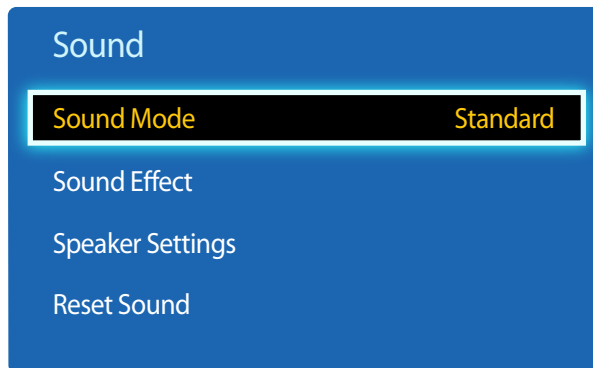 Sound
Sound Mode Standard
Sound Effect
Speaker Settings
Reset Sound